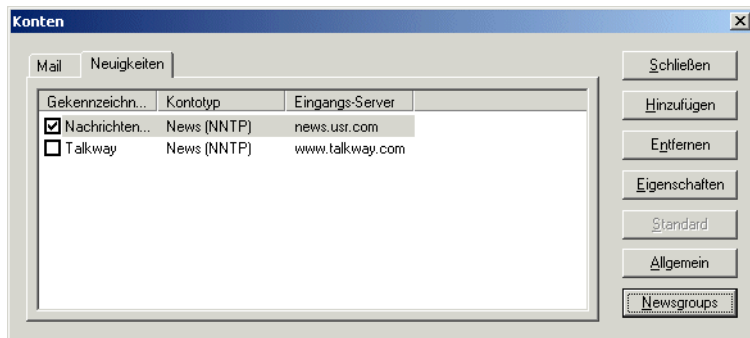 Konten
Mail Neuigkeiten
Gekennzeichn... Kontotyp Eingangs-Server
Nachrichten... News (NNTP) news.usr.com
Talkway News (NNTP) www.talkway.com
Schließen
Hinzufügen
Entfernen
Eigenschaften
Standard
Allgemein
Newsgroups